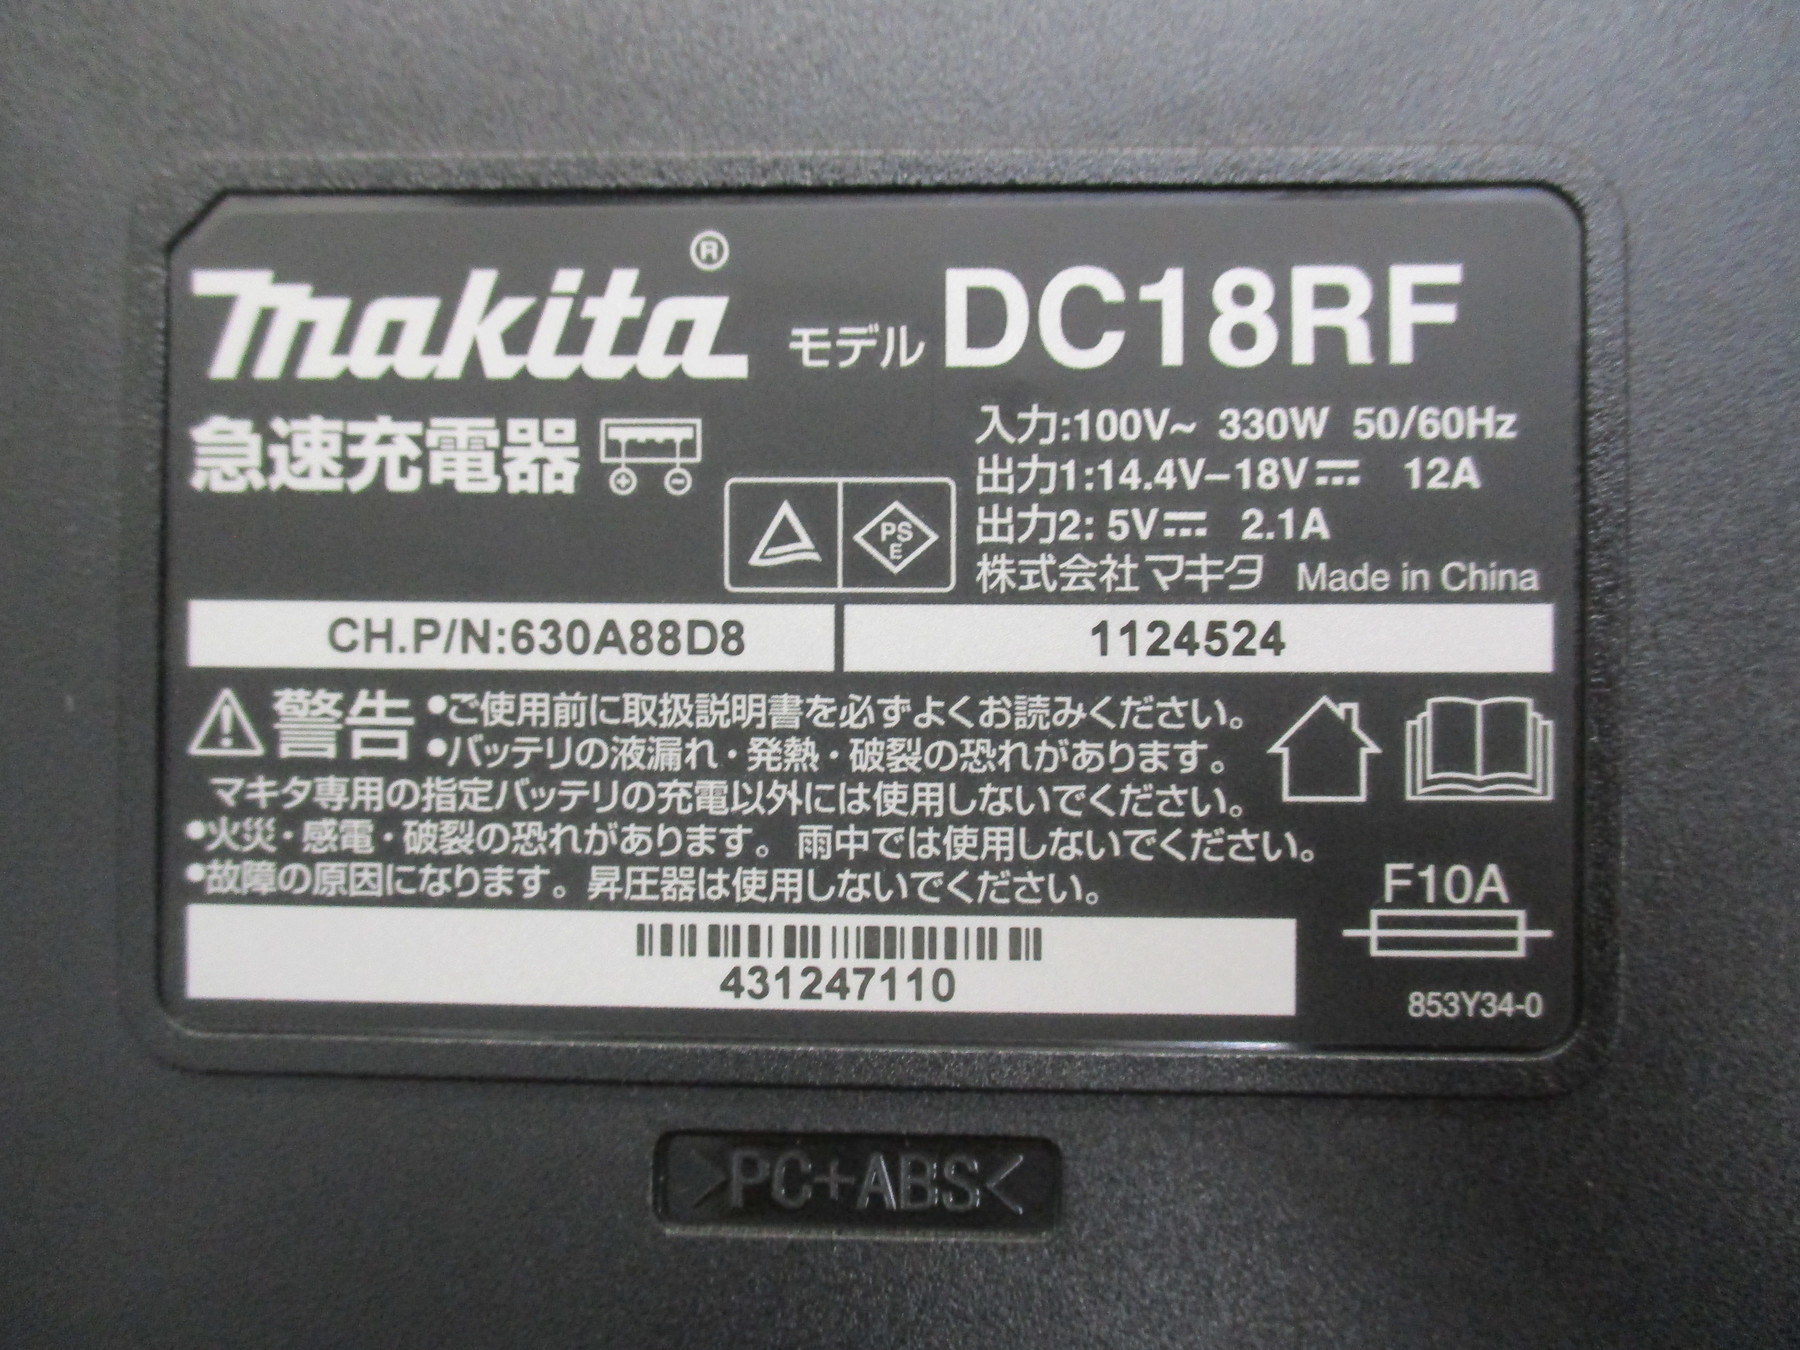 makita® モデル DC18RF
急速充電器
入力:100V~ 330W 50/60Hz
出力1:14.4V–18V⎓ 12A
出力2: 5V⎓ 2.1A
PS
E
株式会社マキタ Made in China
CH.P/N:630A88D8
1124524
警告 •ご使用前に取扱説明書を必ずよくお読みください。
•バッテリの液漏れ・発熱・破裂の恐れがあります。
マキタ専用の指定バッテリの充電以外には使用しないでください。
•火災・感電・破裂の恐れがあります。雨中では使用しないでください。
•故障の原因になります。昇圧器は使用しないでください。
F10A
431247110
853Y34-0
>PC+ABS<